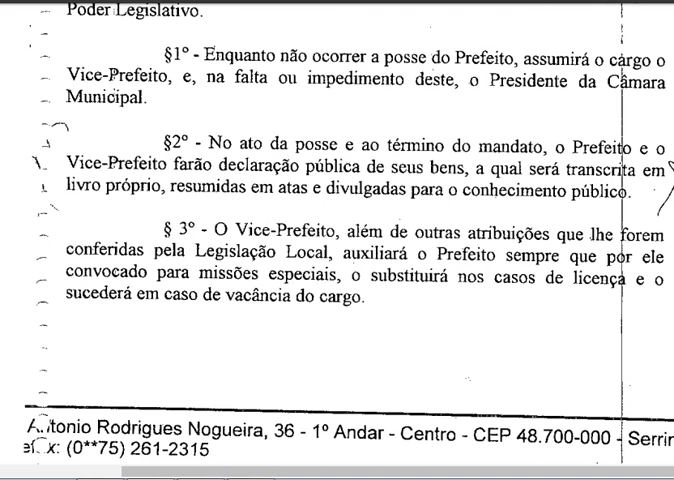 Poder Legislativo.
§1º - Enquanto não ocorrer a posse do Prefeito, assumirá o cargo o
Vice-Prefeito, e, na falta ou impedimento deste, o Presidente da Câmara
Municipal.
§2º - No ato da posse e ao término do mandato, o Prefeito e o
Vice-Prefeito farão declaração pública de seus bens, a qual será transcrita em
livro próprio, resumidas em atas e divulgadas para o conhecimento público.
§ 3º - O Vice-Prefeito, além de outras atribuições que lhe forem
conferidas pela Legislação Local, auxiliará o Prefeito sempre que por ele
convocado para missões especiais, o substituirá nos casos de licença e o
sucederá em caso de vacância do cargo.
Rodrigues Nogueira, 36 - 1º Andar - Centro - CEP 48.700-000 - Serrin
(0**75) 261-2315